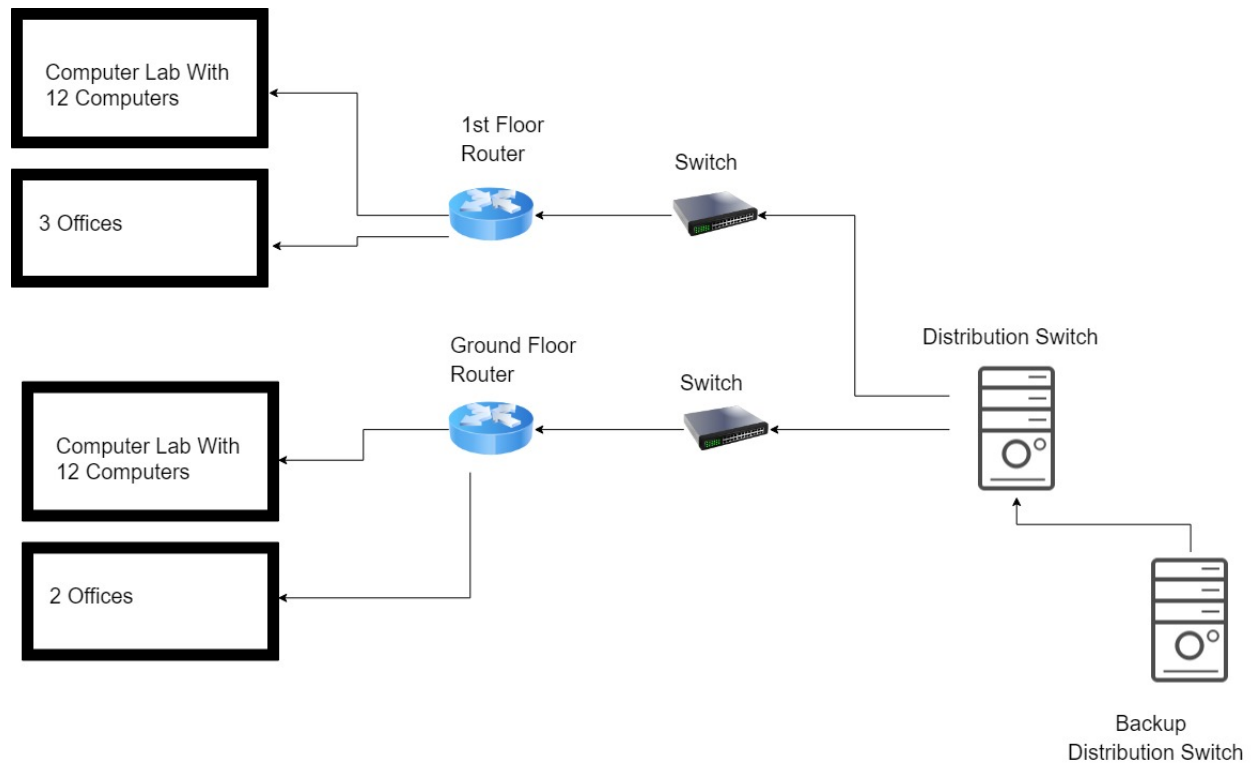 Computer Lab With
12 Computers
1st Floor
Router
Switch
3 Offices
Distribution Switch
Ground Floor
Router
Switch
Computer Lab With
12 Computers
2 Offices
Backup
Distribution Switch